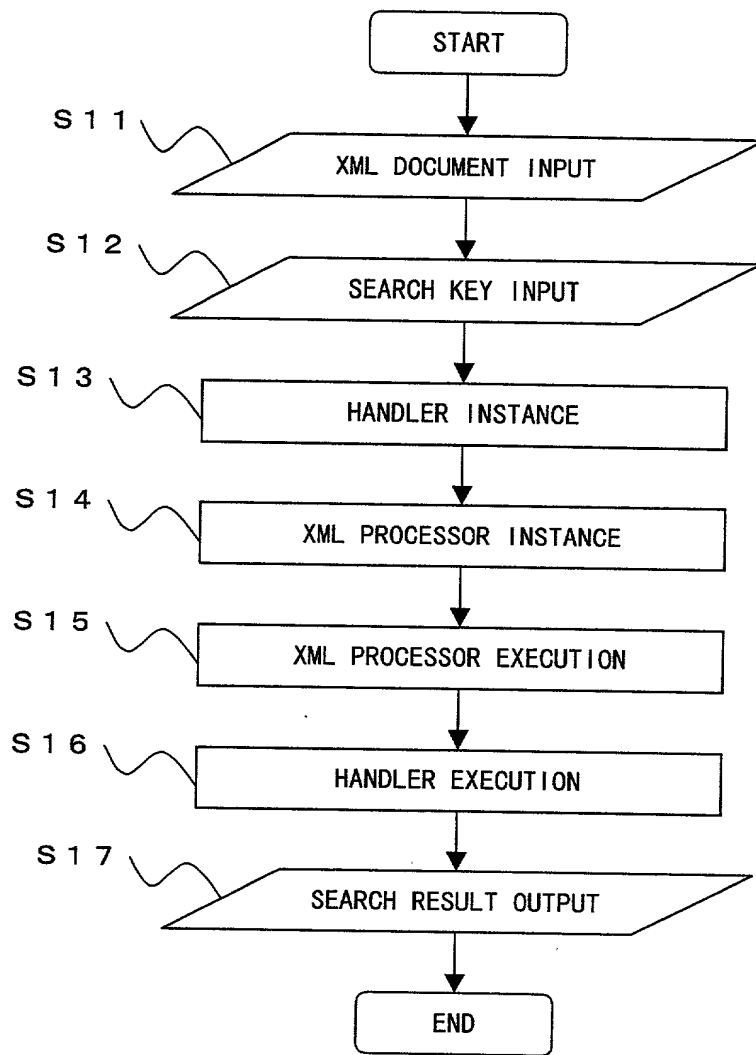 START
S11
XML DOCUMENT INPUT
S12
SEARCH KEY INPUT
S13
HANDLER INSTANCE
S14
XML PROCESSOR INSTANCE
S15
XML PROCESSOR EXECUTION
S16
HANDLER EXECUTION
S17
SEARCH RESULT OUTPUT
END